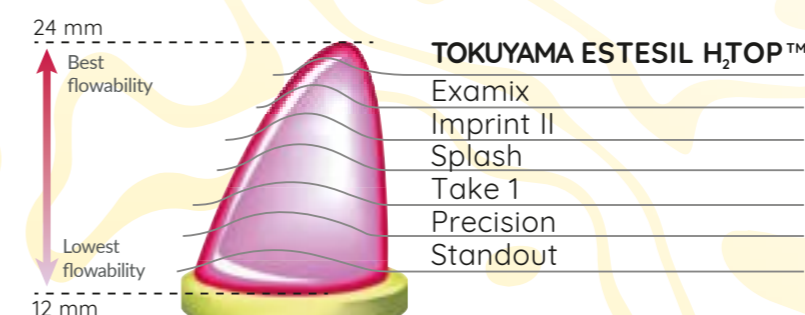 24 mm
Best
flowability
TOKUYAMA ESTESIL H₂TOP™
Examix
Imprint II
Splash
Take 1
Precision
Standout
Lowest
flowability
12 mm